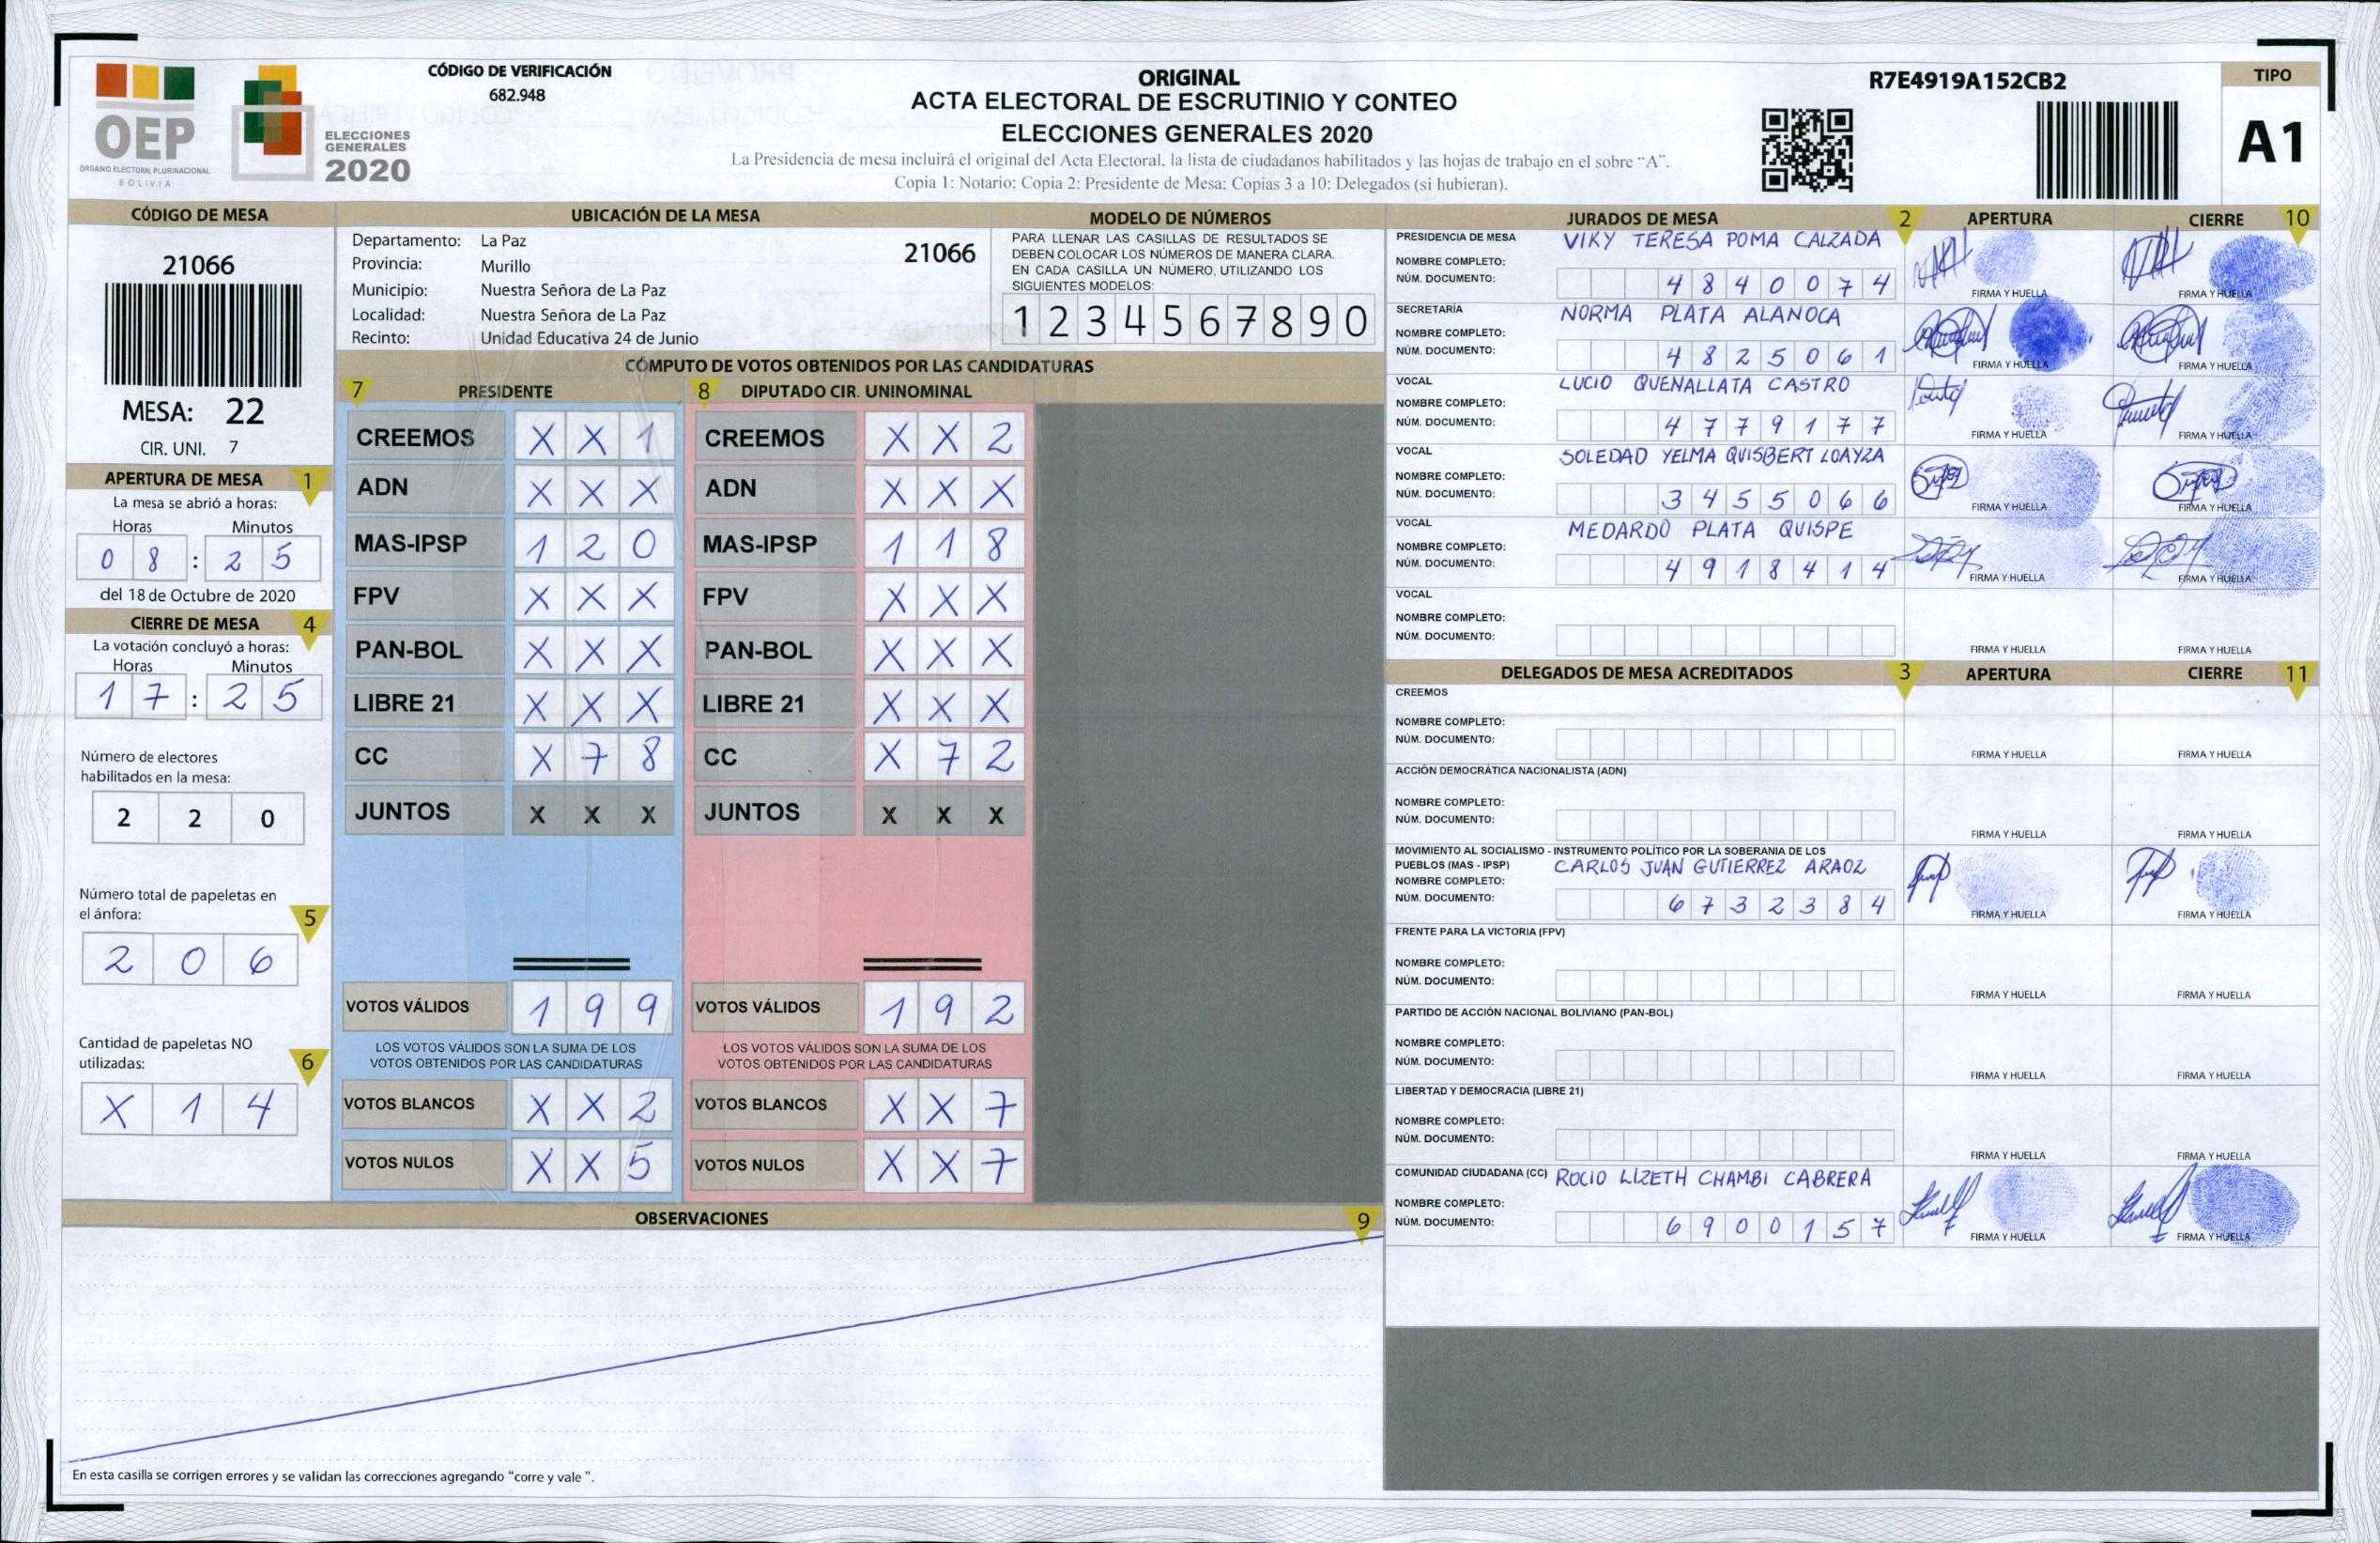 CÓDIGO DE VERIFICACIÓN
682.948
OEP
ÓRGANO ELECTORAL PLURINACIONAL
BOLIVIA
ELECCIONES
GENERALES
2020
ORIGINAL
ACTA ELECTORAL DE ESCRUTINIO Y CONTEO
ELECCIONES GENERALES 2020
La Presidencia de mesa incluirá el original del Acta Electoral, la lista de ciudadanos habilitados y las hojas de trabajo en el sobre "A".
Copia 1: Notario; Copia 2: Presidente de Mesa; Copias 3 a 10: Delegados (si hubieran).
R7E4919A152CB2
TIPO
A1
CÓDIGO DE MESA
21066
MESA: 22
CIR. UNI. 7
APERTURA DE MESA 1
La mesa se abrió a horas:
Horas Minutos
0 8 : 2 5
del 18 de Octubre de 2020
CIERRE DE MESA 4
La votación concluyó a horas:
Horas Minutos
1 7 : 2 5
Número de electores
habilitados en la mesa:
2 2 0
Número total de papeletas en
el ánfora: 5
2 0 6
Cantidad de papeletas NO
utilizadas: 6
X 1 4
UBICACIÓN DE LA MESA
Departamento: La Paz 21066
Provincia: Murillo
Municipio: Nuestra Señora de La Paz
Localidad: Nuestra Señora de La Paz
Recinto: Unidad Educativa 24 de Junio
MODELO DE NÚMEROS
PARA LLENAR LAS CASILLAS DE RESULTADOS SE
DEBEN COLOCAR LOS NÚMEROS DE MANERA CLARA.
EN CADA CASILLA UN NÚMERO, UTILIZANDO LOS
SIGUIENTES MODELOS:
1 2 3 4 5 6 7 8 9 0
CÓMPUTO DE VOTOS OBTENIDOS POR LAS CANDIDATURAS
7 PRESIDENTE 8 DIPUTADO CIR. UNINOMINAL
CREEMOS X X 1 CREEMOS X X 2
ADN X X X ADN X X X
MAS-IPSP 1 2 0 MAS-IPSP 1 1 8
FPV X X X FPV X X X
PAN-BOL X X X PAN-BOL X X X
LIBRE 21 X X X LIBRE 21 X X X
CC X 7 8 CC X 7 2
JUNTOS X X X JUNTOS X X X
VOTOS VÁLIDOS 1 9 9 VOTOS VÁLIDOS 1 9 2
LOS VOTOS VÁLIDOS SON LA SUMA DE LOS LOS VOTOS VÁLIDOS SON LA SUMA DE LOS
VOTOS OBTENIDOS POR LAS CANDIDATURAS VOTOS OBTENIDOS POR LAS CANDIDATURAS
VOTOS BLANCOS X X 2 VOTOS BLANCOS X X 7
VOTOS NULOS X X 5 VOTOS NULOS X X 7
OBSERVACIONES 9
En esta casilla se corrigen errores y se validan las correcciones agregando "corre y vale ".
JURADOS DE MESA 2 APERTURA CIERRE 10
PRESIDENCIA DE MESA VIKY TERESA POMA CALZADA
NOMBRE COMPLETO:
NÚM. DOCUMENTO: 4 8 4 0 0 7 4
FIRMA Y HUELLA FIRMA Y HUELLA
SECRETARÍA NORMA PLATA ALANOCA
NOMBRE COMPLETO:
NÚM. DOCUMENTO: 4 8 2 5 0 6 1
FIRMA Y HUELLA FIRMA Y HUELLA
VOCAL LUCIO QUENALLATA CASTRO
NOMBRE COMPLETO:
NÚM. DOCUMENTO: 4 7 7 9 1 7 7
FIRMA Y HUELLA FIRMA Y HUELLA
VOCAL SOLEDAD YELMA QUISBERT LOAYZA
NOMBRE COMPLETO:
NÚM. DOCUMENTO: 3 4 5 5 0 6 6
FIRMA Y HUELLA FIRMA Y HUELLA
VOCAL MEDARDO PLATA QUISPE
NOMBRE COMPLETO:
NÚM. DOCUMENTO: 4 9 1 8 4 1 4
FIRMA Y HUELLA FIRMA Y HUELLA
VOCAL
NOMBRE COMPLETO:
NÚM. DOCUMENTO:
FIRMA Y HUELLA FIRMA Y HUELLA
DELEGADOS DE MESA ACREDITADOS 3 APERTURA CIERRE 11
CREEMOS
NOMBRE COMPLETO:
NÚM. DOCUMENTO:
FIRMA Y HUELLA FIRMA Y HUELLA
ACCIÓN DEMOCRÁTICA NACIONALISTA (ADN)
NOMBRE COMPLETO:
NÚM. DOCUMENTO:
FIRMA Y HUELLA FIRMA Y HUELLA
MOVIMIENTO AL SOCIALISMO - INSTRUMENTO POLÍTICO POR LA SOBERANIA DE LOS
PUEBLOS (MAS - IPSP) CARLOS JUAN GUTIERREZ ARAOZ
NOMBRE COMPLETO:
NÚM. DOCUMENTO: 6 7 3 2 3 8 4
FIRMA Y HUELLA FIRMA Y HUELLA
FRENTE PARA LA VICTORIA (FPV)
NOMBRE COMPLETO:
NÚM. DOCUMENTO:
FIRMA Y HUELLA FIRMA Y HUELLA
PARTIDO DE ACCIÓN NACIONAL BOLIVIANO (PAN-BOL)
NOMBRE COMPLETO:
NÚM. DOCUMENTO:
FIRMA Y HUELLA FIRMA Y HUELLA
LIBERTAD Y DEMOCRACIA (LIBRE 21)
NOMBRE COMPLETO:
NÚM. DOCUMENTO:
FIRMA Y HUELLA FIRMA Y HUELLA
COMUNIDAD CIUDADANA (CC) ROCIO LIZETH CHAMBI CABRERA
NOMBRE COMPLETO:
NÚM. DOCUMENTO: 6 9 0 0 1 5 7
FIRMA Y HUELLA FIRMA Y HUELLA